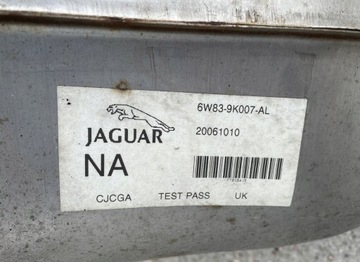 6W83-9K007-AL
JAGUAR
20061010
NA
CJCGA TEST PASS UK